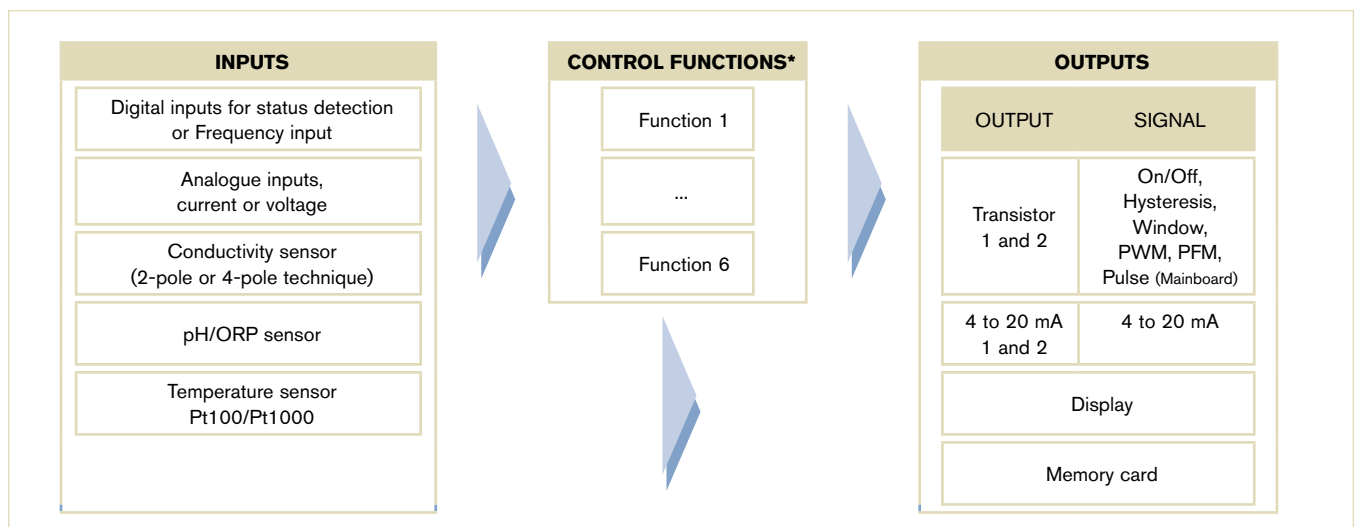 INPUTS
Digital inputs for status detection
or Frequency input
Analogue inputs,
current or voltage
Conductivity sensor
(2-pole or 4-pole technique)
pH/ORP sensor
Temperature sensor
Pt100/Pt1000
CONTROL FUNCTIONS*
Function 1
...
Function 6
OUTPUTS
OUTPUT SIGNAL
Transistor
1 and 2
On/Off,
Hysteresis,
Window,
PWM, PFM,
Pulse (Mainboard)
4 to 20 mA
1 and 2
4 to 20 mA
Display
Memory card